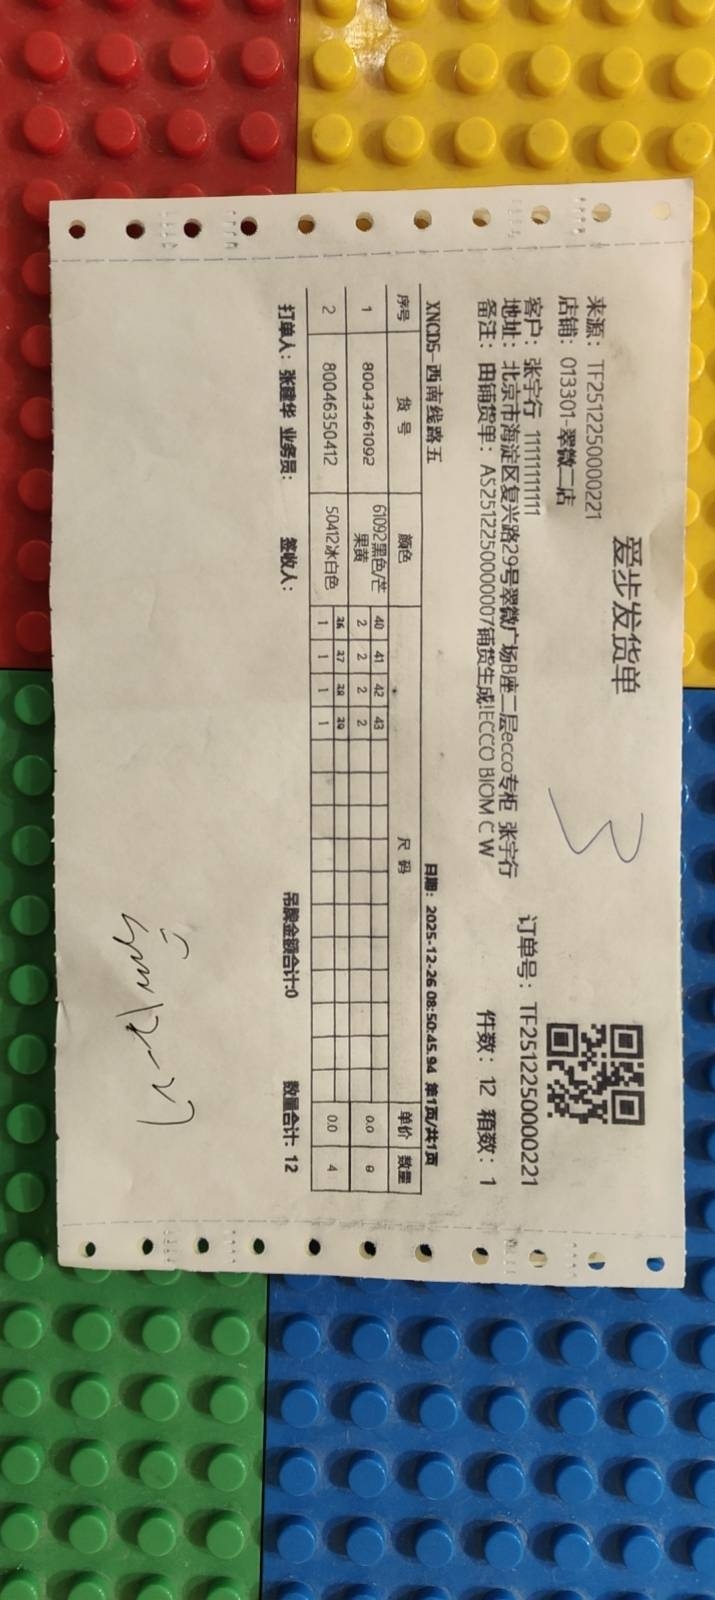 爱步发货单
来源： TF2512250000221
订单号： TF2512250000221
店铺： 013301-翠微二店
件数： 12 箱数： 1
客户： 张宇行 11111111111
地址： 北京市海淀区复兴路29号翠微广场B座二层ecco专柜 张宇行
备注： 由铺货单： AS2512250000007铺货生成!ECCO BIOM C W
XNCD5-西南线路五 日期： 2025-12-26 08:50:45.94 第1页/共1页
序号 货 号 颜色 尺 码 单价 数量
40 41 42 43
1 80043461092 61092黑色/芒果黄 2 2 2 2 0.0 8
26 27 28 29
2 80046350412 50412冰白色 1 1 1 1 0.0 4
打单人： 张建华 业务员： 签收人： 吊牌金额合计:0 数量合计: 12
3